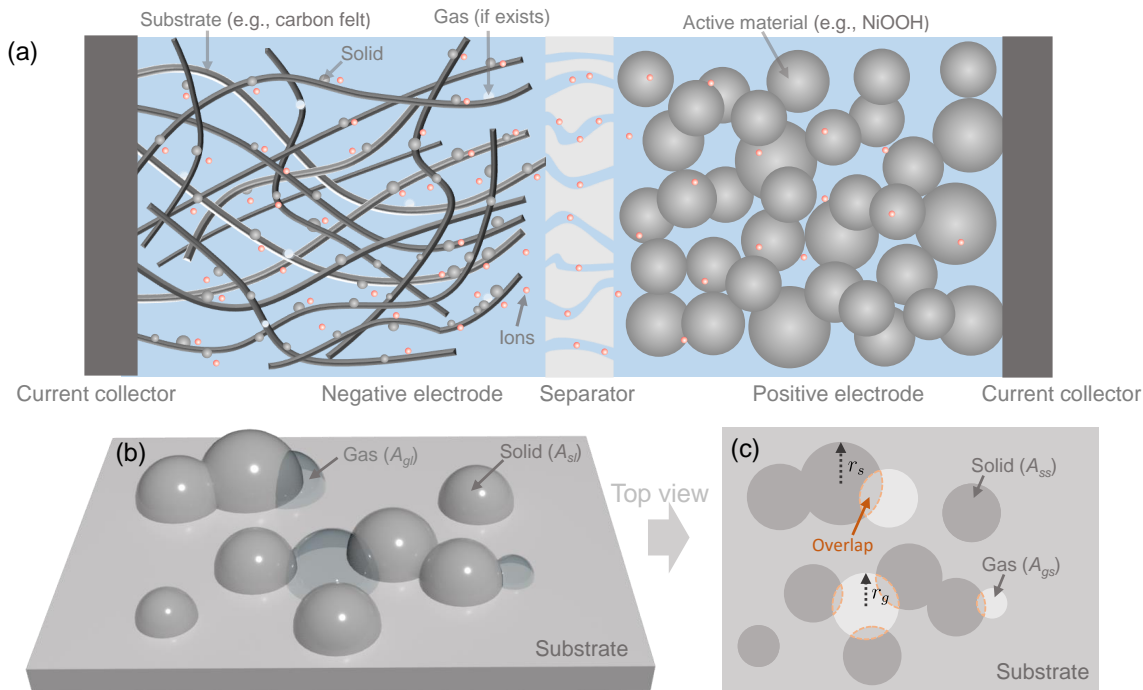 Substrate (e.g., carbon felt)
Gas (if exists)
Active material (e.g., NiOOH)
(a)
Solid
Ions
Current collector
Negative electrode
Separator
Positive electrode
Current collector
(b)
Gas (A_gl)
Solid (A_sl)
Substrate
Top view
(c)
r_s
Solid (A_ss)
Overlap
Gas (A_gs)
r_g
Substrate